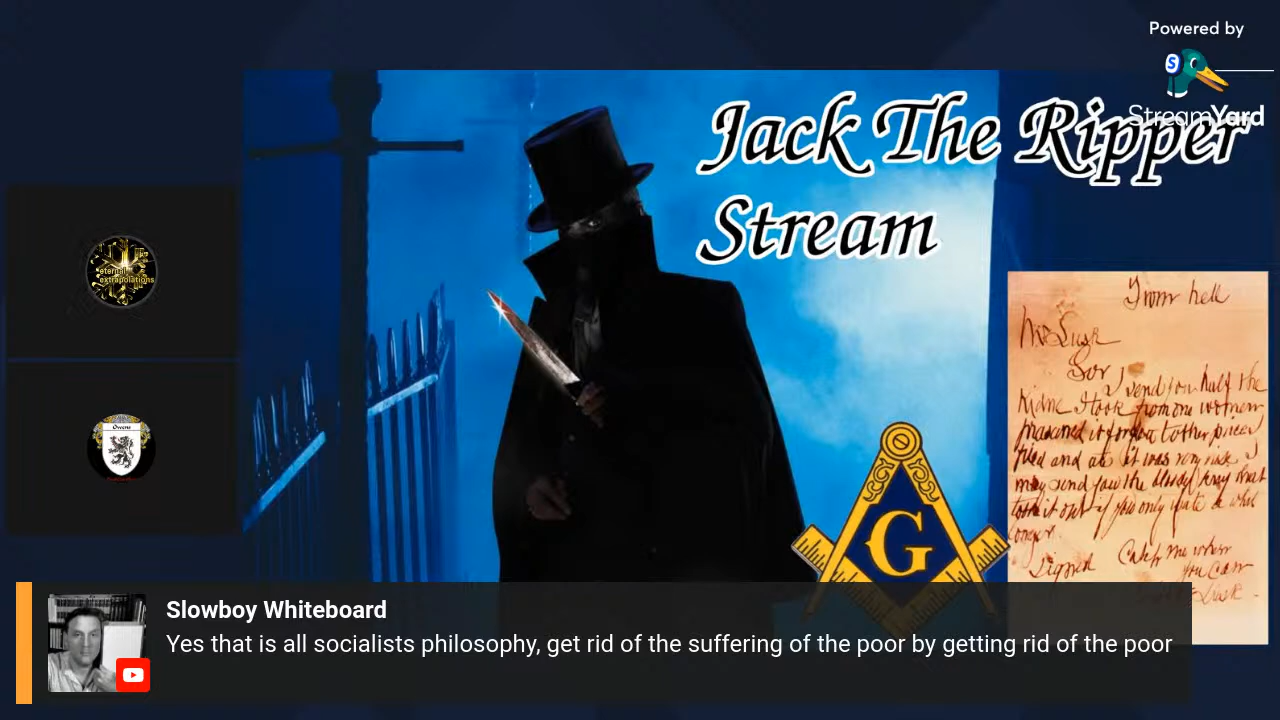 Powered by
StreamYard
Jack The Ripper
Stream
eternal
extrapolations
Owens
From hell
Mr Lusk
Sor
I send you half the
Kidne I took from one women
prasarved it for you tother piece I
fried and ate it was very nise I
may send you the bloody knif that
took it out if you only wate a whil
longer
Signed Catch me when
you Can
Lusk
G
Slowboy Whiteboard
Yes that is all socialists philosophy, get rid of the suffering of the poor by getting rid of the poor